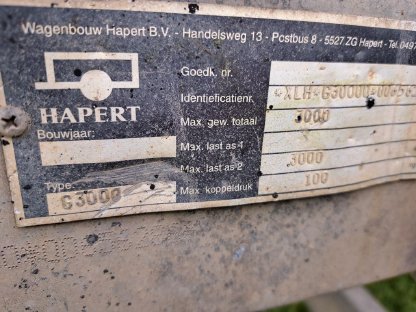 Wagenbouw Hapert B.V. - Handelsweg 13 - Postbus 8 - 5527 ZG Hapert - Tel. 049
HAPERT
Bouwjaar:
Type:
G3000
Goedk. nr.
Identificatienr.
Max. gew. totaal 3000
Max. last as 1
Max. last as 2 3000
Max. koppeldruk 100